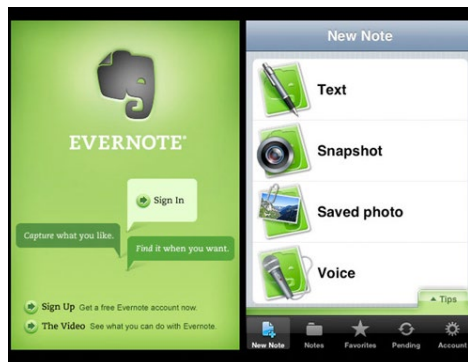 EVERNOTE®
Sign In
Capture what you like.
Find it when you want.
Sign Up Get a free Evernote account now.
The Video See what you can do with Evernote.
New Note
Text
Snapshot
Saved photo
Voice
Tips
New Note Notes Favorites Pending Account